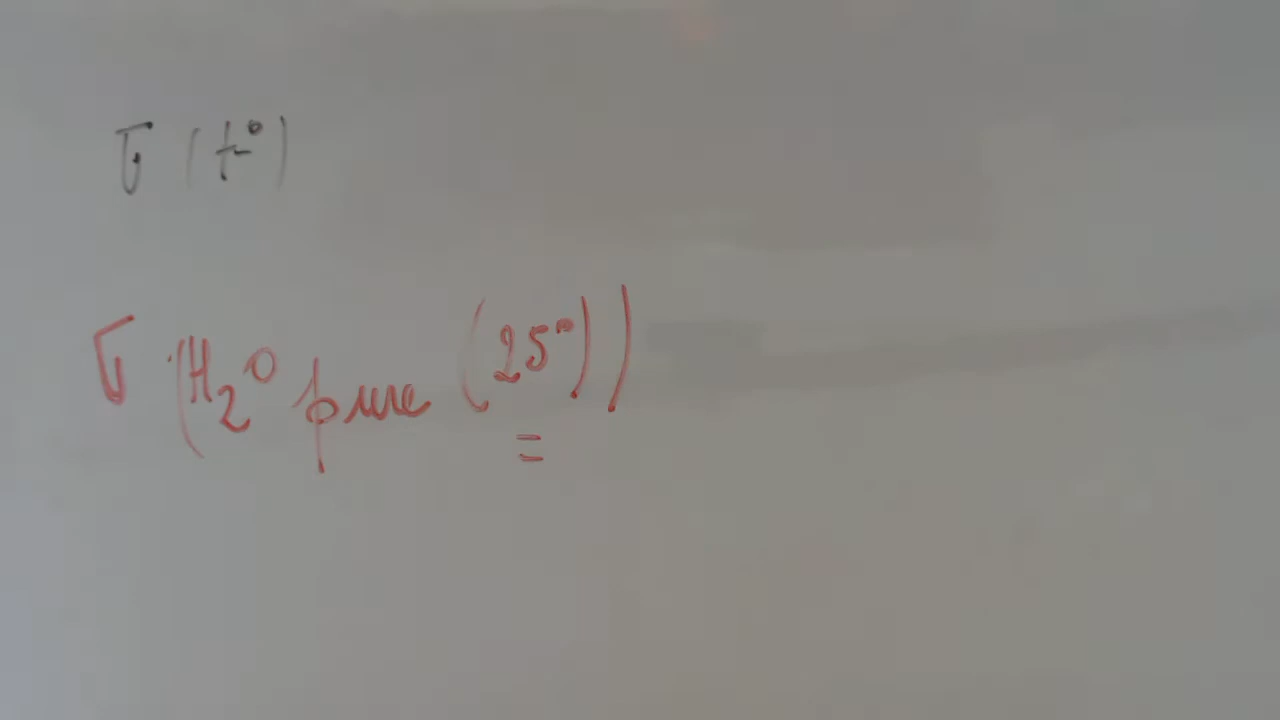 σ (t°)
σ (H₂O pure (25°))
=